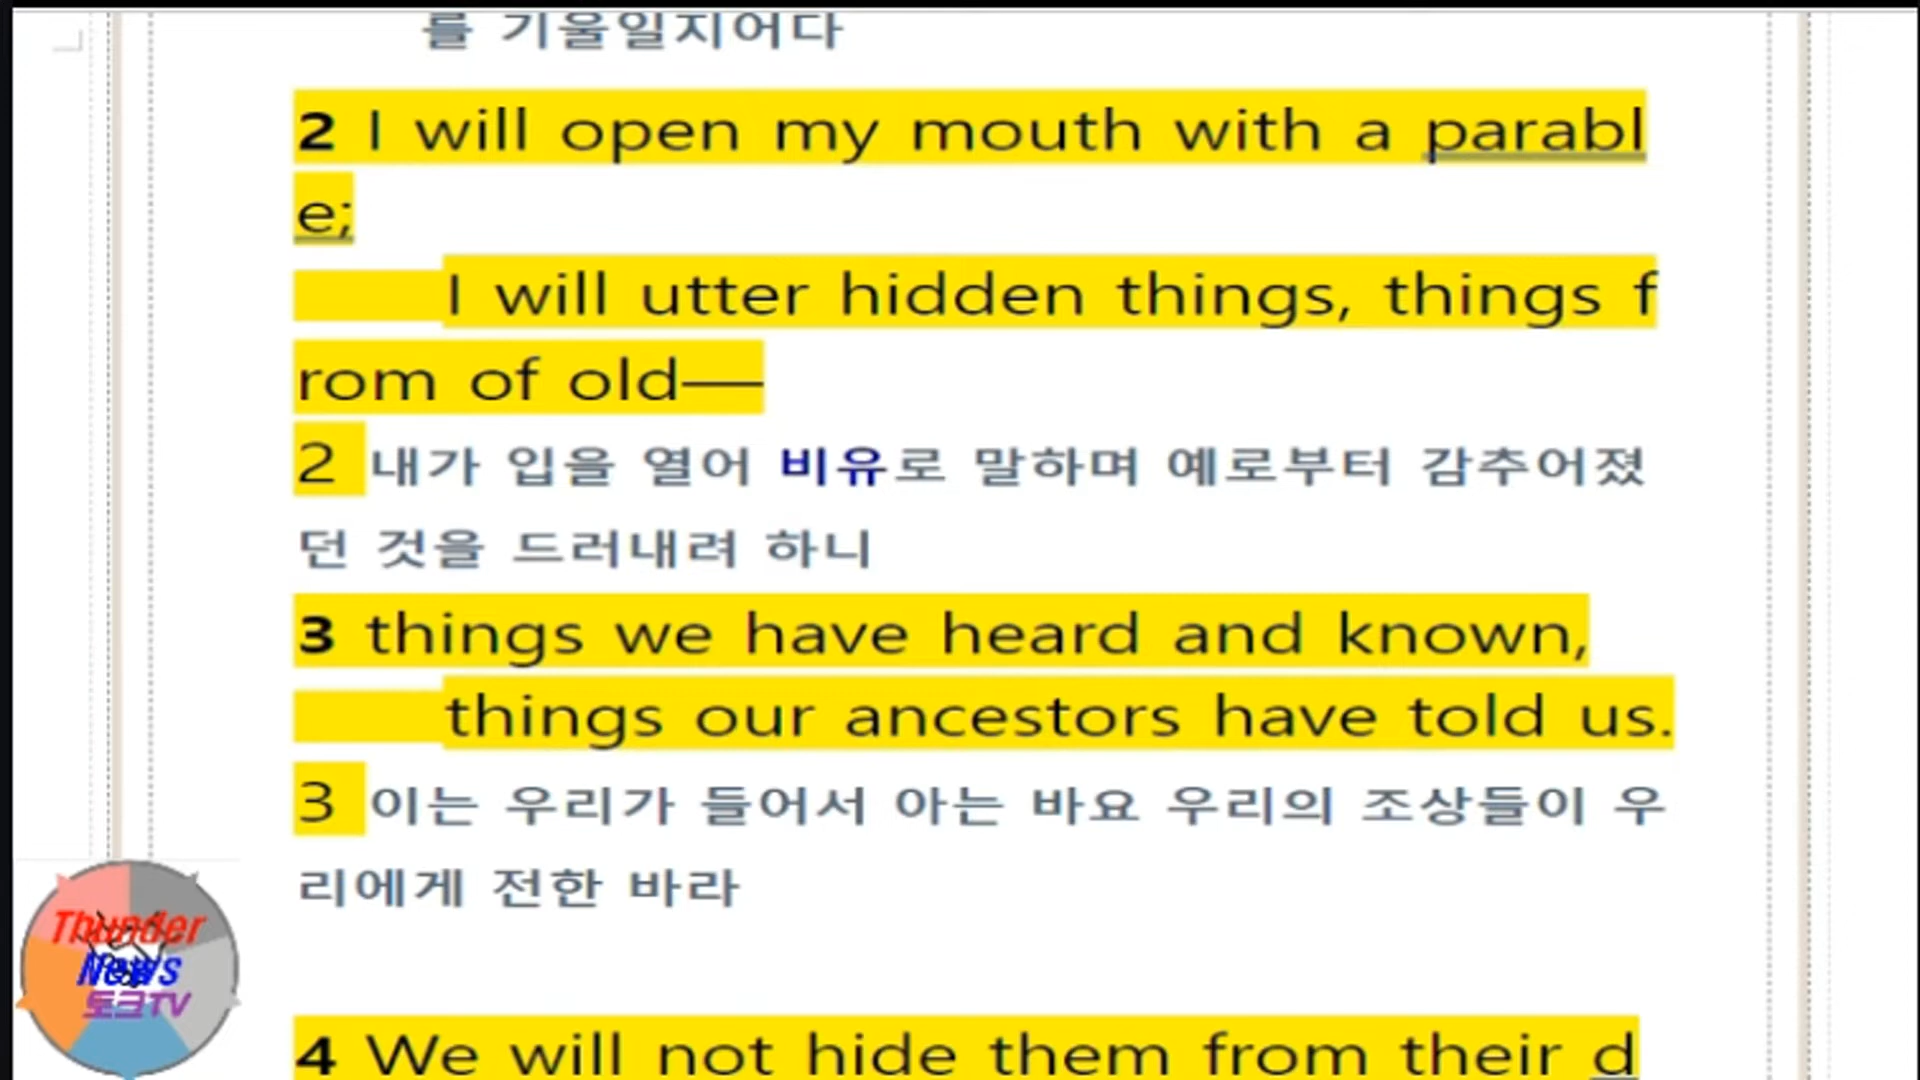 를 기울일지어다
2 I will open my mouth with a parabl
e;
I will utter hidden things, things f
rom of old—
2 내가 입을 열어 비유로 말하며 예로부터 감추어졌
던 것을 드러내려 하니
3 things we have heard and known,
things our ancestors have told us.
3 이는 우리가 들어서 아는 바요 우리의 조상들이 우
리에게 전한 바라
4 We will not hide them from their d
Thunder
News
토크TV